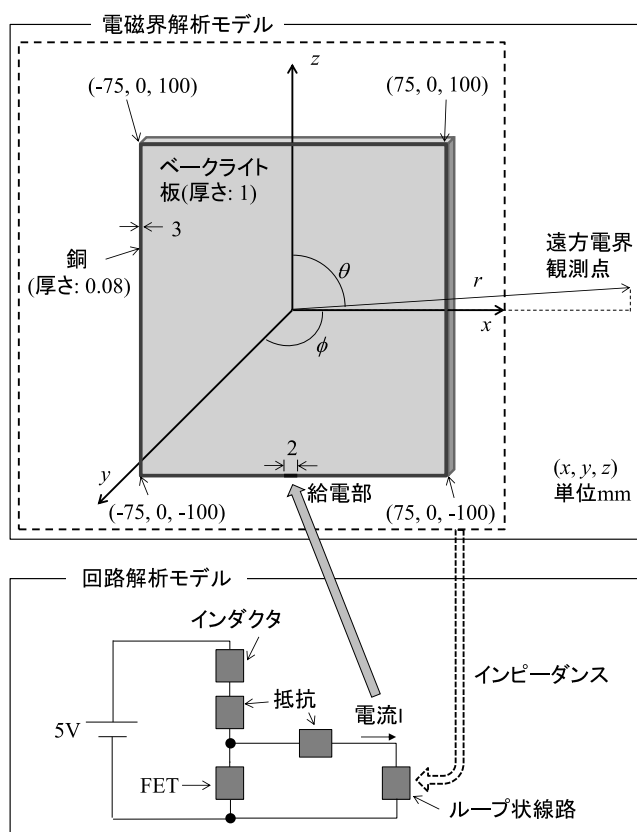 電磁界解析モデル
z
(-75, 0, 100)
(75, 0, 100)
ベークライト
板(厚さ: 1)
3
銅
(厚さ: 0.08)
θ
r
遠方電界
観測点
x
ϕ
y
2
給電部
(x, y, z)
単位mm
(-75, 0, -100)
(75, 0, -100)
回路解析モデル
インダクタ
インピーダンス
抵抗
電流I
5V
FET
ループ状線路